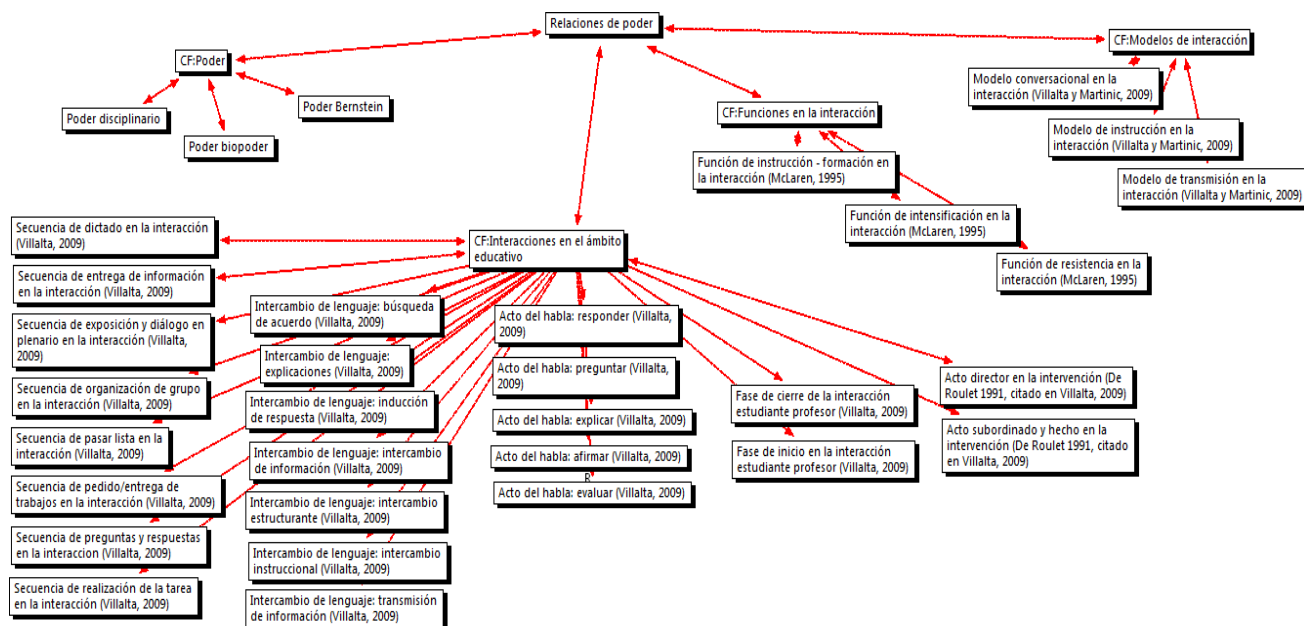 Relaciones de poder
CF:Poder
CF:Modelos de interacción
Poder disciplinario
Poder biopoder
Poder Bernstein
CF:Funciones en la interacción
Modelo conversacional en la
interacción (Villalta y Martinic, 2009)
Modelo de instrucción en la
interacción (Villalta y Martinic, 2009)
Modelo de transmisión en la
interacción (Villalta y Martinic, 2009)
Función de instrucción - formación en
la interacción (McLaren, 1995)
Función de intensificación en la
interacción (McLaren, 1995)
Función de resistencia en la
interacción (McLaren, 1995)
CF:Interacciones en el ámbito
educativo
Secuencia de dictado en la interacción
(Villalta, 2009)
Secuencia de entrega de información
en la interacción (Villalta, 2009)
Secuencia de exposición y diálogo en
plenario en la interacción (Villalta,
2009)
Secuencia de organización de grupo
en la interacción (Villalta, 2009)
Secuencia de pasar lista en la
interacción (Villalta, 2009)
Secuencia de pedido/entrega de
trabajos en la interacción (Villalta, 2009)
Secuencia de preguntas y respuestas
en la interaccion (Villalta, 2009)
Secuencia de realización de la tarea
en la interacción (Villalta, 2009)
Intercambio de lenguaje: búsqueda
de acuerdo (Villalta, 2009)
Intercambio de lenguaje:
explicaciones (Villalta, 2009)
Intercambio de lenguaje: inducción
de respuesta (Villalta, 2009)
Intercambio de lenguaje: intercambio
de información (Villalta, 2009)
Intercambio de lenguaje: intercambio
estructurante (Villalta, 2009)
Intercambio de lenguaje: intercambio
instruccional (Villalta, 2009)
Intercambio de lenguaje: transmisión
de información (Villalta, 2009)
Acto del habla: responder (Villalta,
2009)
Acto del habla: preguntar (Villalta,
2009)
Acto del habla: explicar (Villalta, 2009)
Acto del habla: afirmar (Villalta, 2009)
R
Acto del habla: evaluar (Villalta, 2009)
Fase de cierre de la interacción
estudiante profesor (Villalta, 2009)
Fase de inicio en la interacción
estudiante profesor (Villalta, 2009)
Acto director en la intervención (De
Roulet 1991, citado en Villalta, 2009)
Acto subordinado y hecho en la
intervención (De Roulet 1991, citado
en Villalta, 2009)